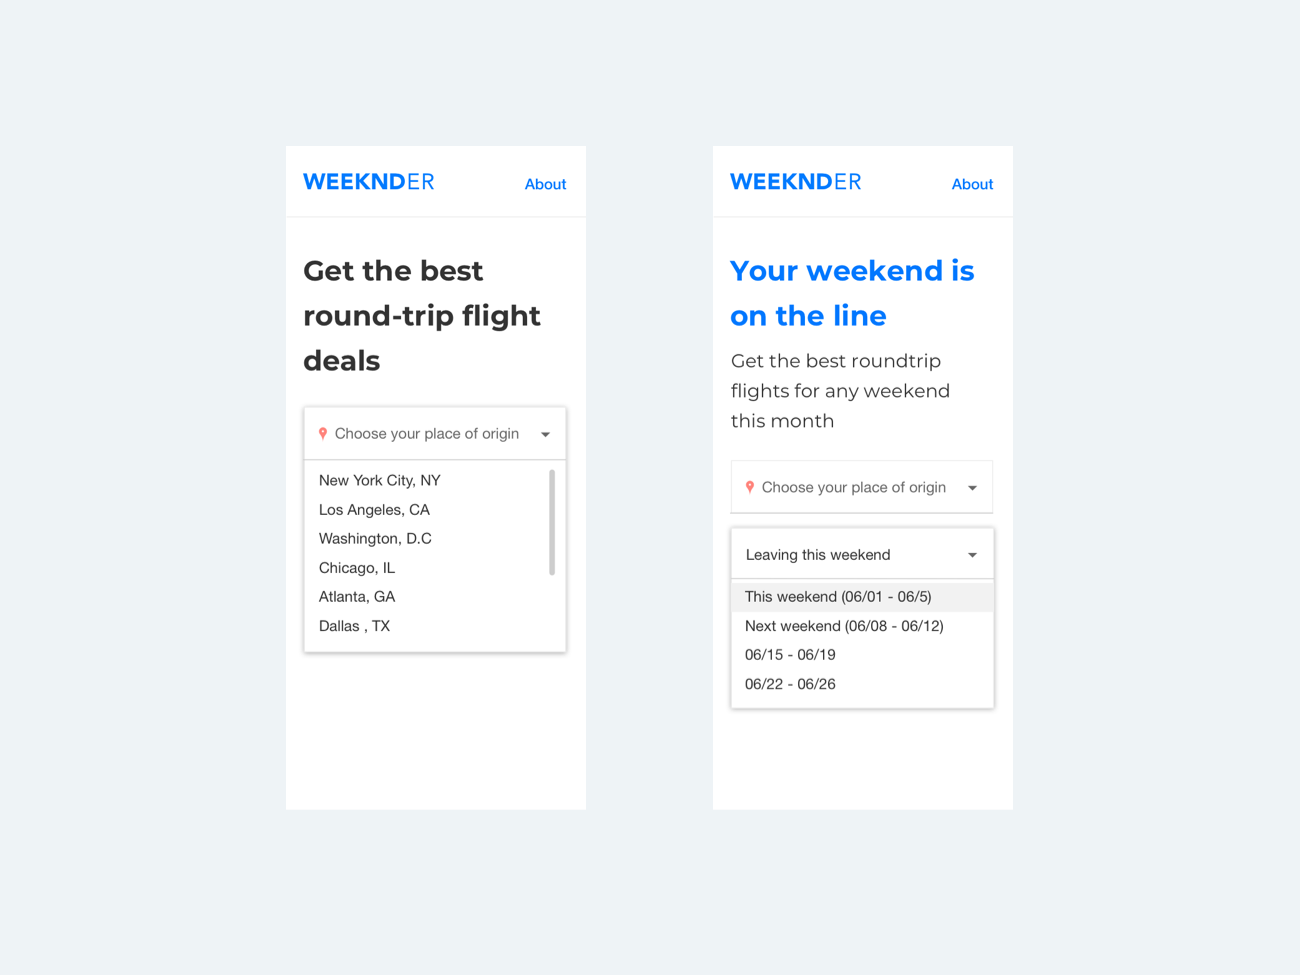 WEEKNDER
About
Get the best
round-trip flight
deals
Choose your place of origin
New York City, NY
Los Angeles, CA
Washington, D.C
Chicago, IL
Atlanta, GA
Dallas , TX
WEEKNDER
About
Your weekend is
on the line
Get the best roundtrip
flights for any weekend
this month
Choose your place of origin
Leaving this weekend
This weekend (06/01 - 06/5)
Next weekend (06/08 - 06/12)
06/15 - 06/19
06/22 - 06/26